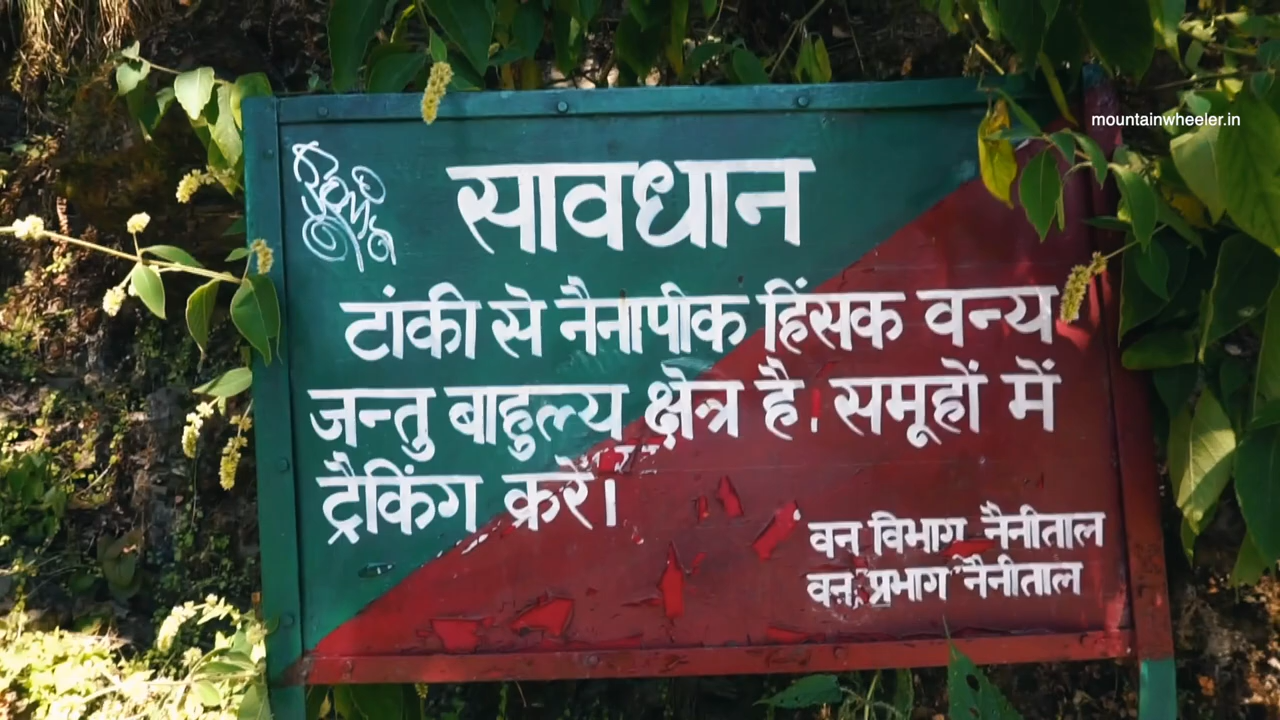 mountainwheeler.in
सावधान
टांकी से नैनापीक हिंसक वन्य
जन्तु बाहुल्य क्षेत्र है। समूहों में
ट्रैकिंग करें।
वन विभाग नैनीताल
वन प्रभाग नैनीताल